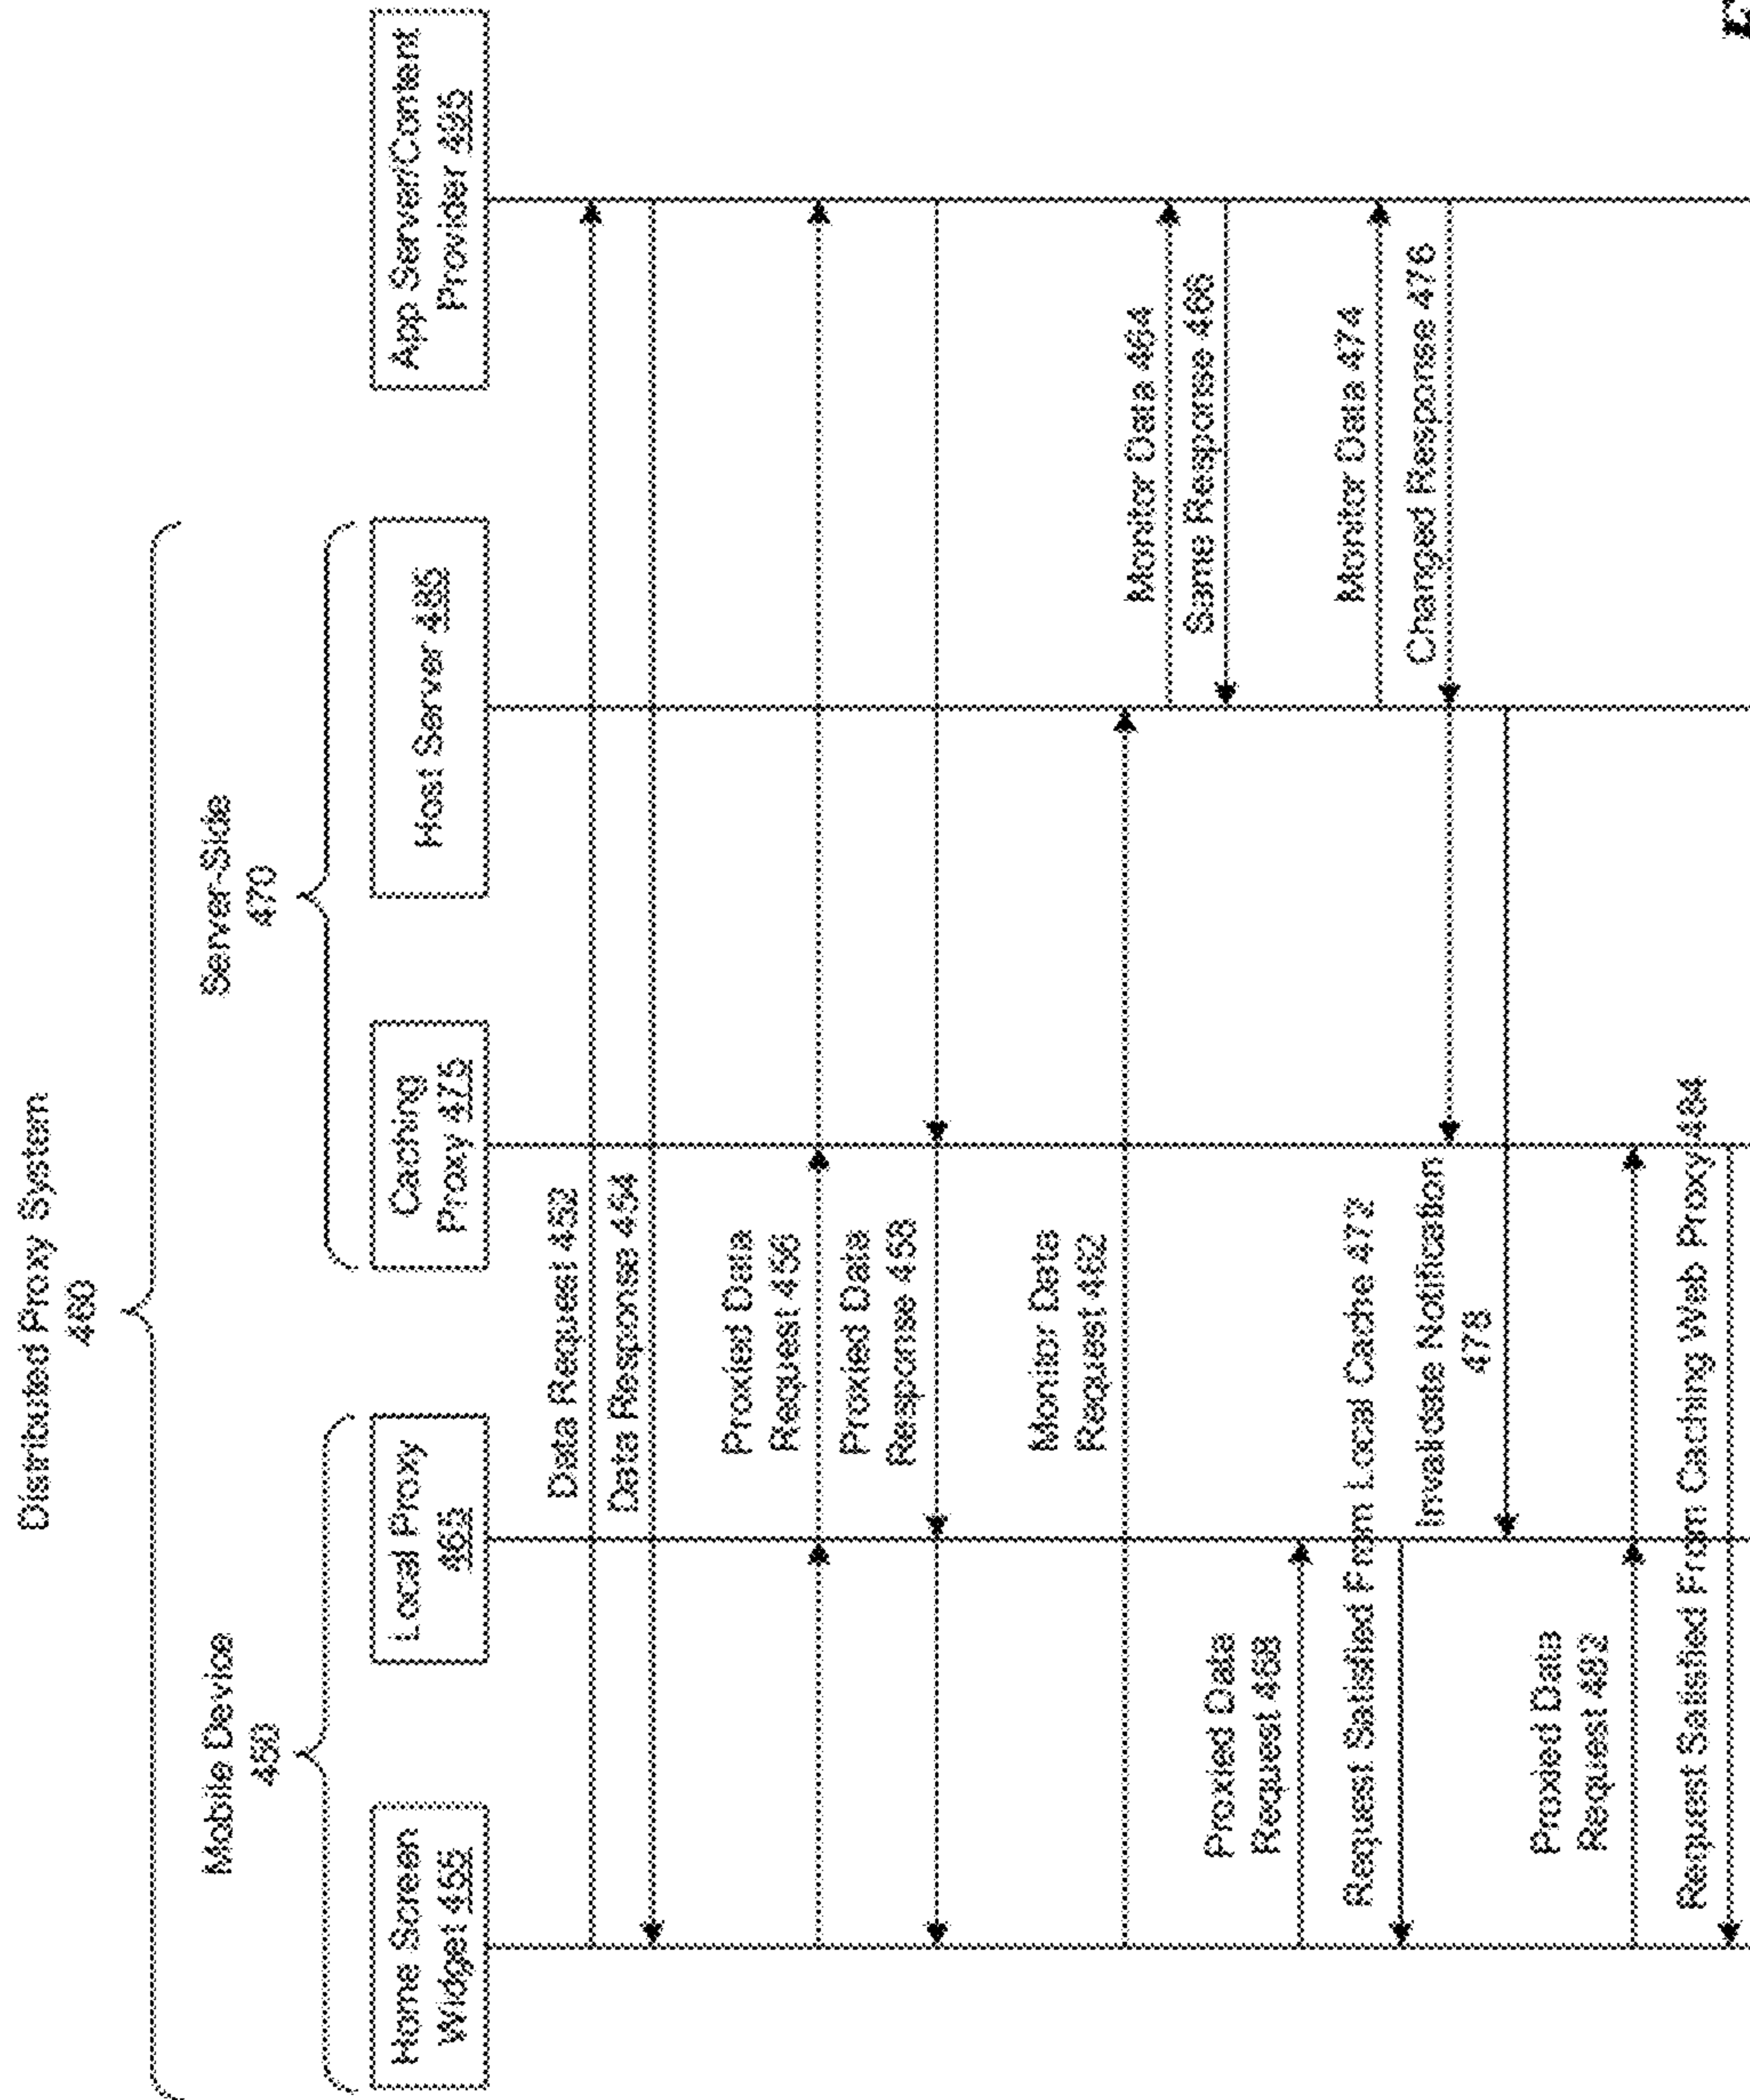 Distributed Proxy System
460
Mobile Device
450
Server-Side
470
Home Screen
Widget 455
Local Proxy
465
Caching
Proxy 475
Host Server 485
App Server/Content
Provider 495
Data Request 452
Data Response 454
Proxied Data
Request 456
Proxied Data
Response 458
Monitor Data
Request 462
Monitor Data 464
Same Response 466
Proxied Data
Request 468
Request Satisfied From Local Cache 472
Monitor Data 474
Changed Response 476
Invalidate Notification
478
Proxied Data
Request 482
Request Satisfied From Caching Web Proxy 484